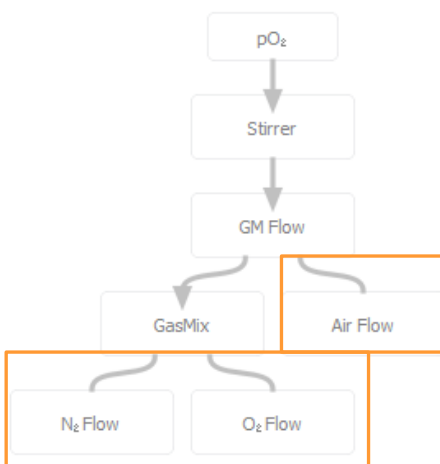 pO₂
Stirrer
GM Flow
GasMix
Air Flow
N₂ Flow
O₂ Flow